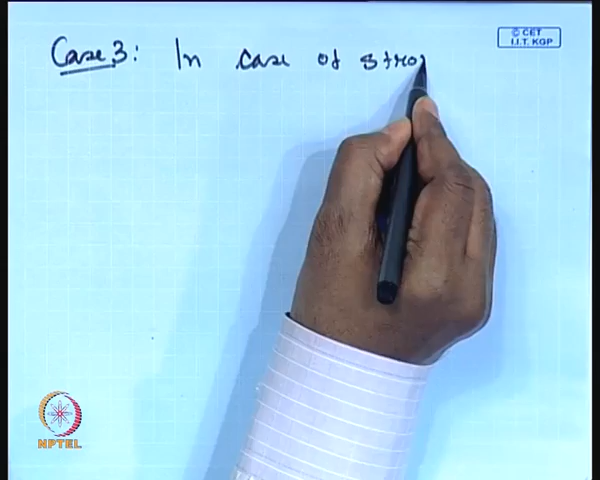 Case 3: In case of stro
© CET
I.I.T. KGP
NPTEL